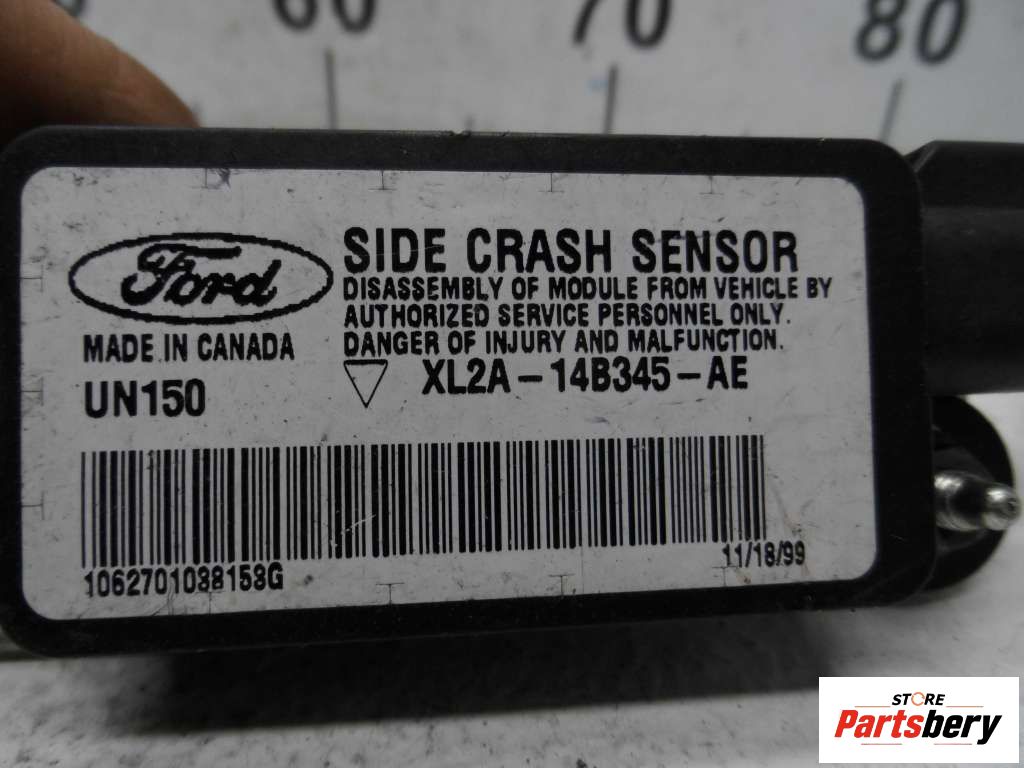 60 70 80
Ford
SIDE CRASH SENSOR
DISASSEMBLY OF MODULE FROM VEHICLE BY
AUTHORIZED SERVICE PERSONNEL ONLY.
DANGER OF INJURY AND MALFUNCTION.
MADE IN CANADA
UN150
XL2A-14B345-AE
1062701038153G
11/18/99
STORE
Partsbery